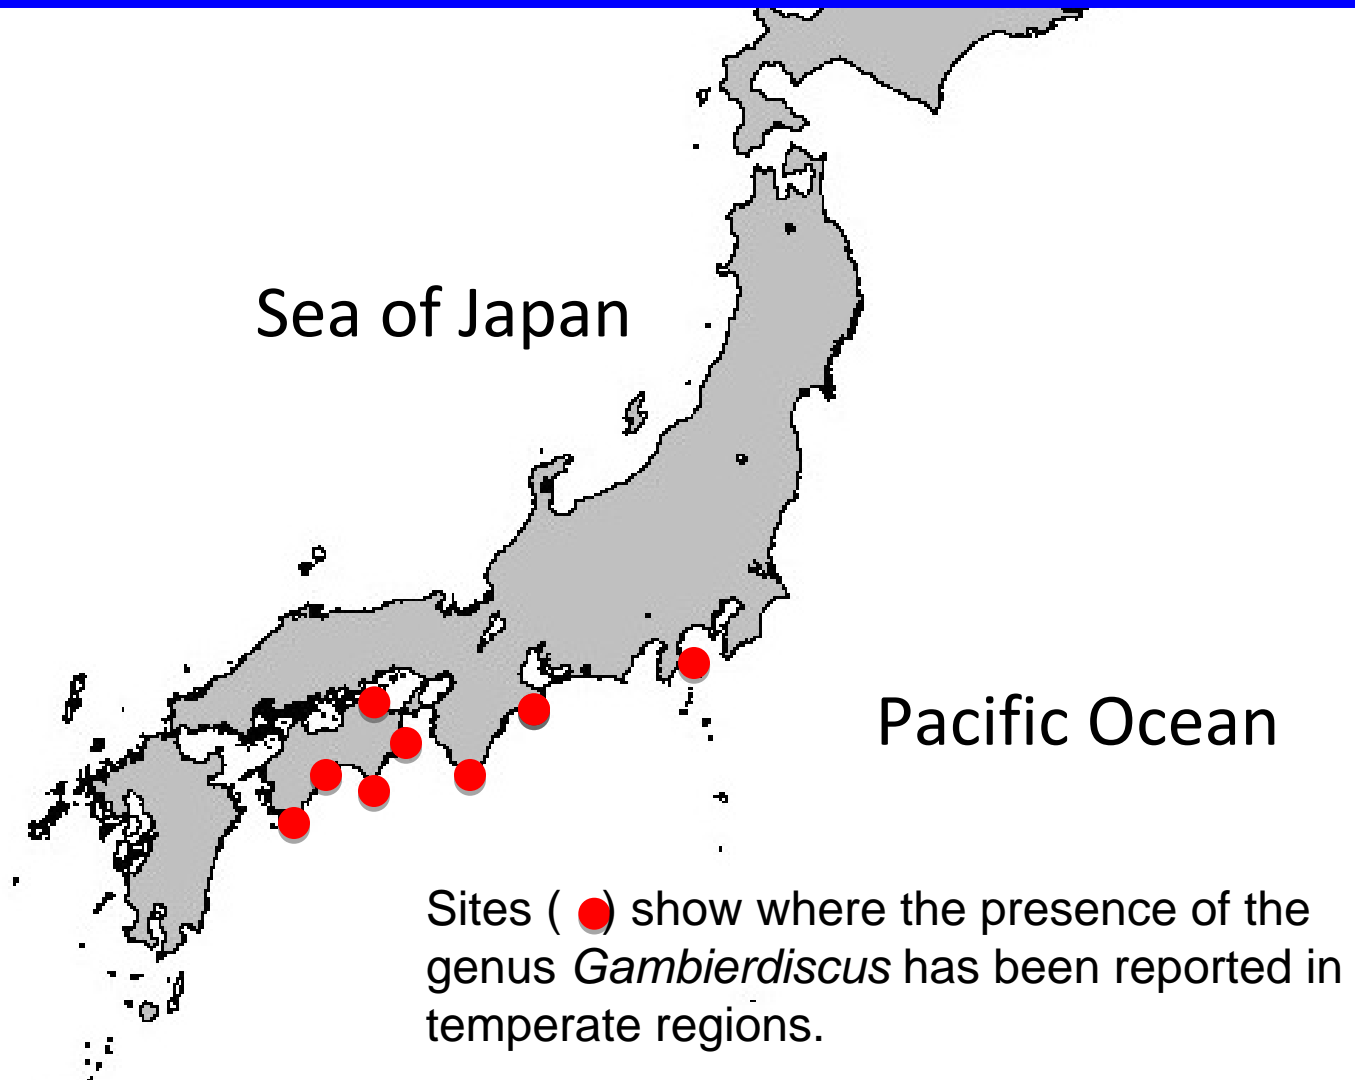 Sea of Japan
Pacific Ocean
Sites ( ) show where the presence of the
genus Gambierdiscus has been reported in
temperate regions.